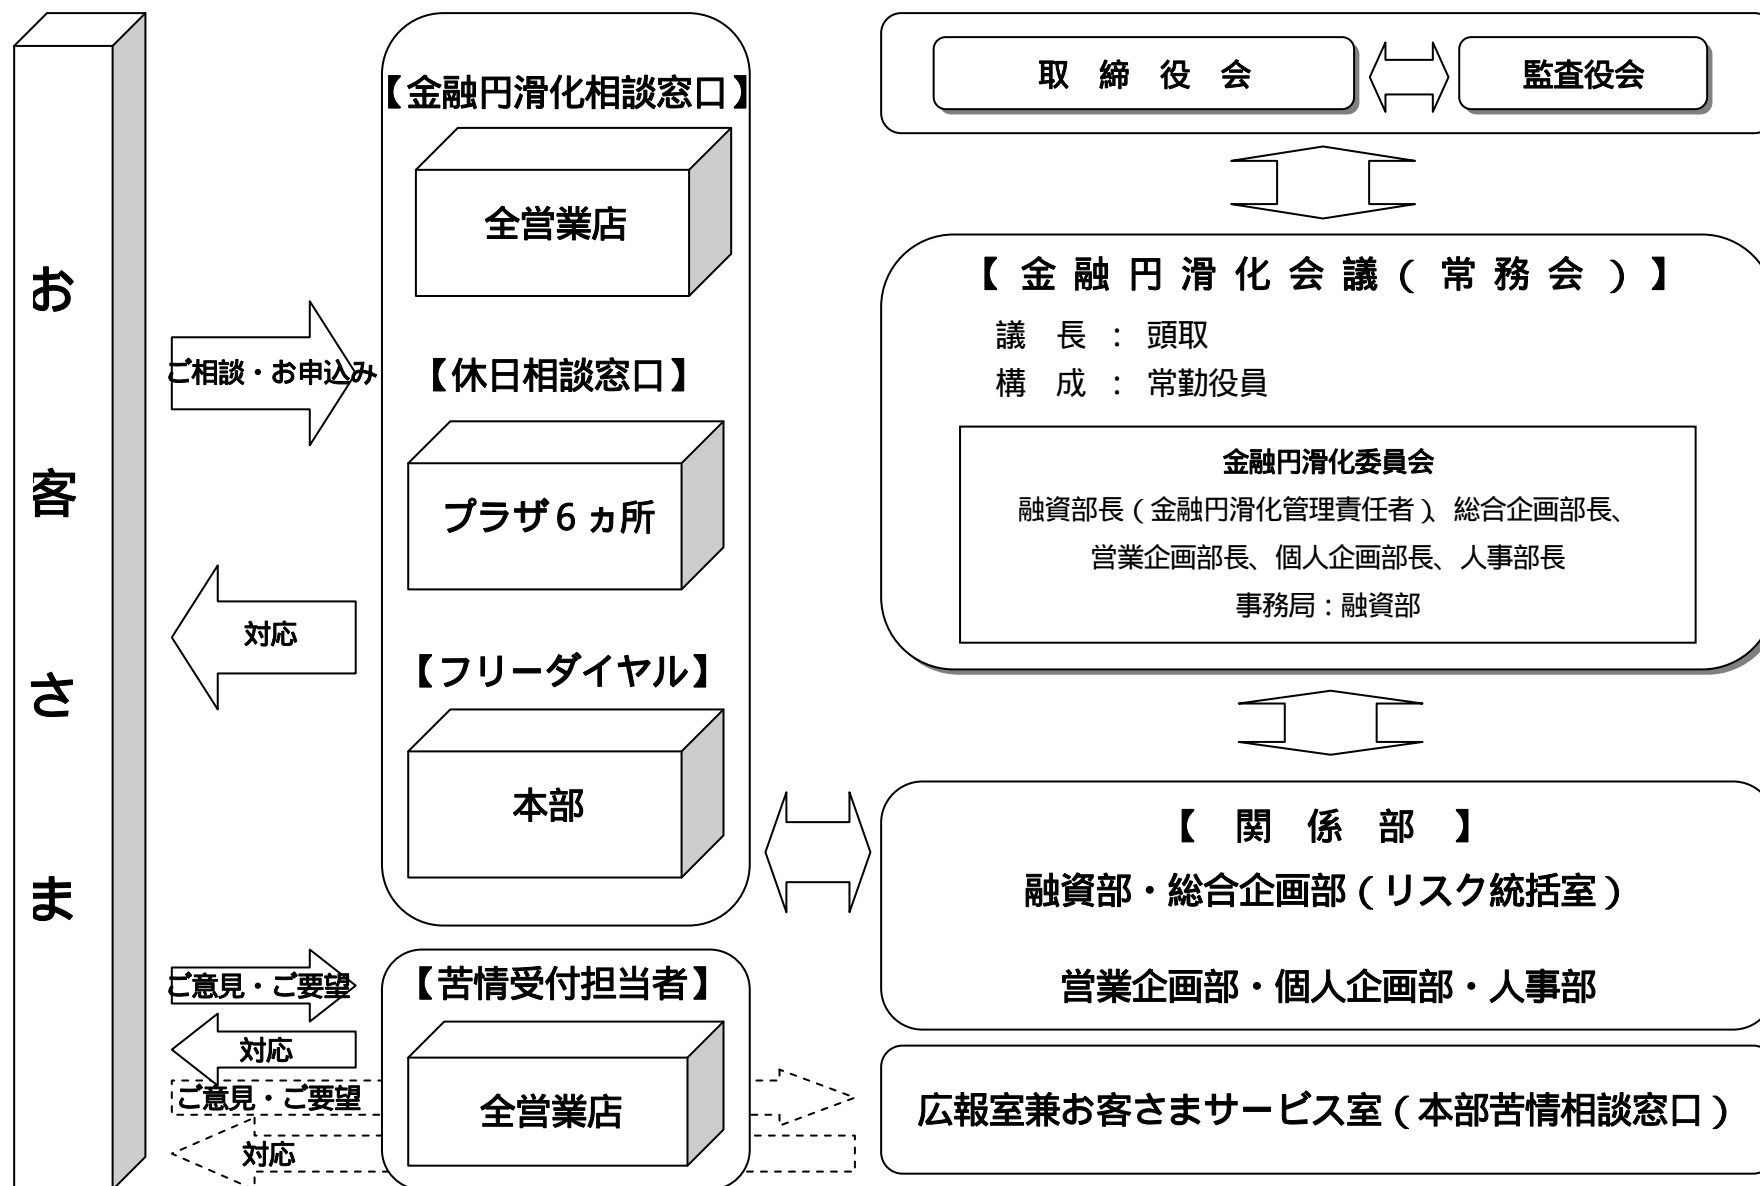 お
客
さ
ま
ご相談・お申込み
対応
ご意見・ご要望
対応
ご意見・ご要望
対応
【金融円滑化相談窓口】
全営業店
【休日相談窓口】
プラザ6ヵ所
【フリーダイヤル】
本部
【苦情受付担当者】
全営業店
取　締　役　会
監査役会
【 金 融 円 滑 化 会 議 ( 常 務 会 ) 】
議　長　：　頭取
構　成　：　常勤役員
金融円滑化委員会
融資部長（金融円滑化管理責任者）、総合企画部長、
営業企画部長、個人企画部長、人事部長
事務局：融資部
【　関　係　部　】
融資部・総合企画部（リスク統括室）
営業企画部・個人企画部・人事部
広報室兼お客さまサービス室（本部苦情相談窓口）